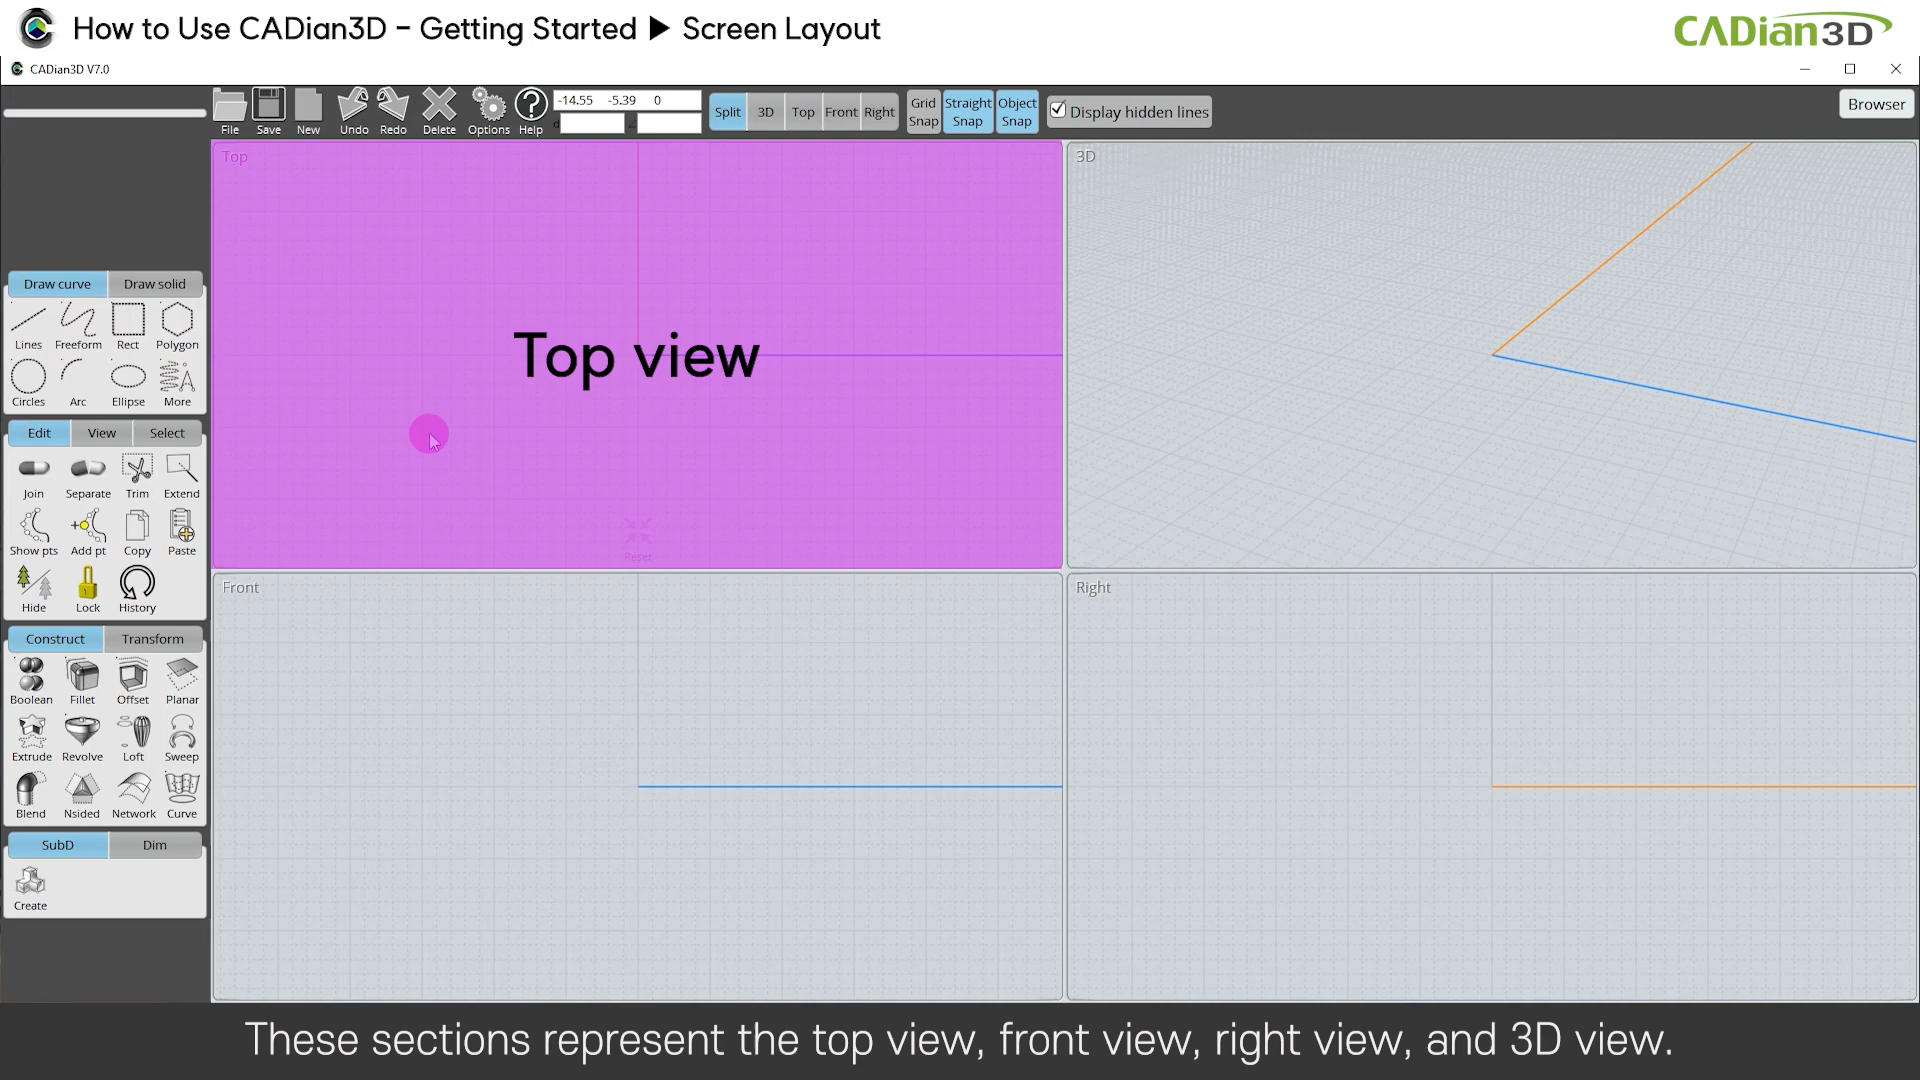 How to Use CADian3D - Getting Started ▶ Screen Layout
CADian3D
CADian3D V7.0
File
Save
New
Undo
Redo
Delete
Options
Help
-14.55 -5.39 0
d
Split
3D
Top
Front
Right
Grid
Snap
Straight
Snap
Object
Snap
Display hidden lines
Browser
Draw curve
Draw solid
Lines
Freeform
Rect
Polygon
Circles
Arc
Ellipse
More
Edit
View
Select
Join
Separate
Trim
Extend
Show pts
Add pt
Copy
Paste
Hide
Lock
History
Construct
Transform
Boolean
Fillet
Offset
Planar
Extrude
Revolve
Loft
Sweep
Blend
Nsided
Network
Curve
SubD
Dim
Create
Top
Top view
Reset
3D
Front
Right
These sections represent the top view, front view, right view, and 3D view.